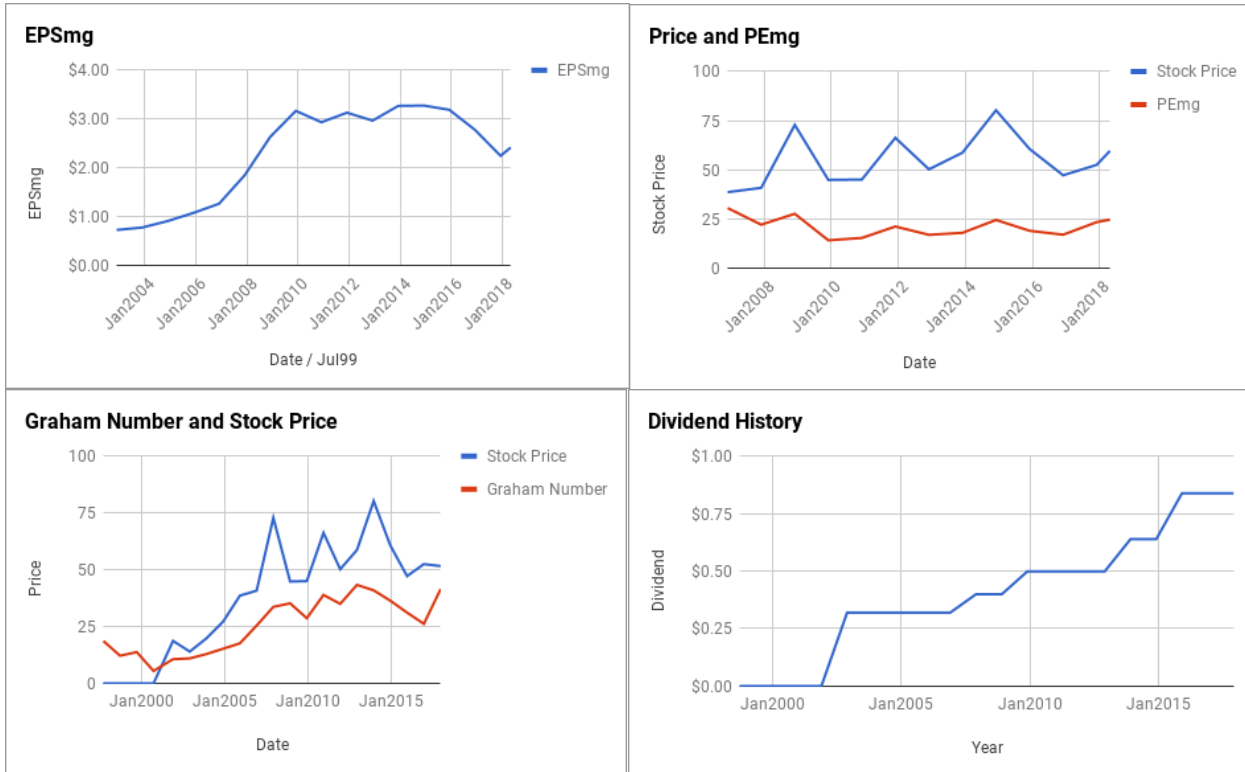 EPSmg
$4.00
EPSmg
$3.00
$2.00
$1.00
$0.00
EPSmg
Jan2004
Jan2006
Jan2008
Jan2010
Jan2012
Jan2014
Jan2016
Jan2018
Date / Jul99
Price and PEmg
100
Stock Price
PEmg
75
50
25
0
Stock Price
Jan2008
Jan2010
Jan2012
Jan2014
Jan2016
Jan2018
Date
Graham Number and Stock Price
100
Stock Price
Graham Number
75
50
25
0
Price
Jan2000
Jan2005
Jan2010
Jan2015
Date
Dividend History
$1.00
$0.75
$0.50
$0.25
$0.00
Dividend
Jan2000
Jan2005
Jan2010
Jan2015
Year